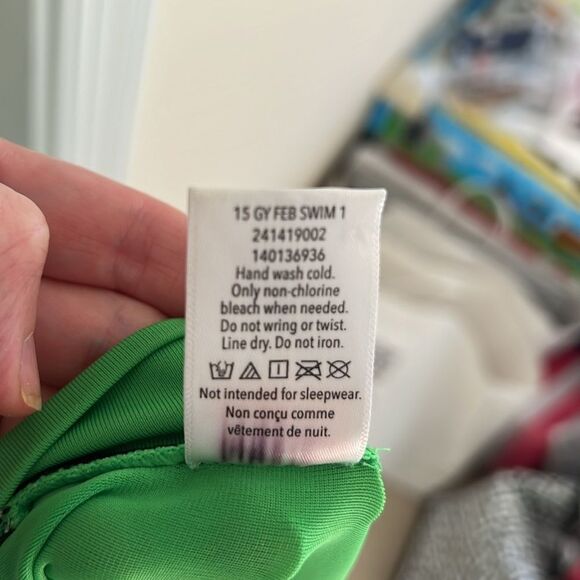 15 GY FEB SWIM 1
241419002
140136936
Hand wash cold.
Only non-chlorine
bleach when needed.
Do not wring or twist.
Line dry. Do not iron.
Not intended for sleepwear.
Non conçu comme
vêtement de nuit.